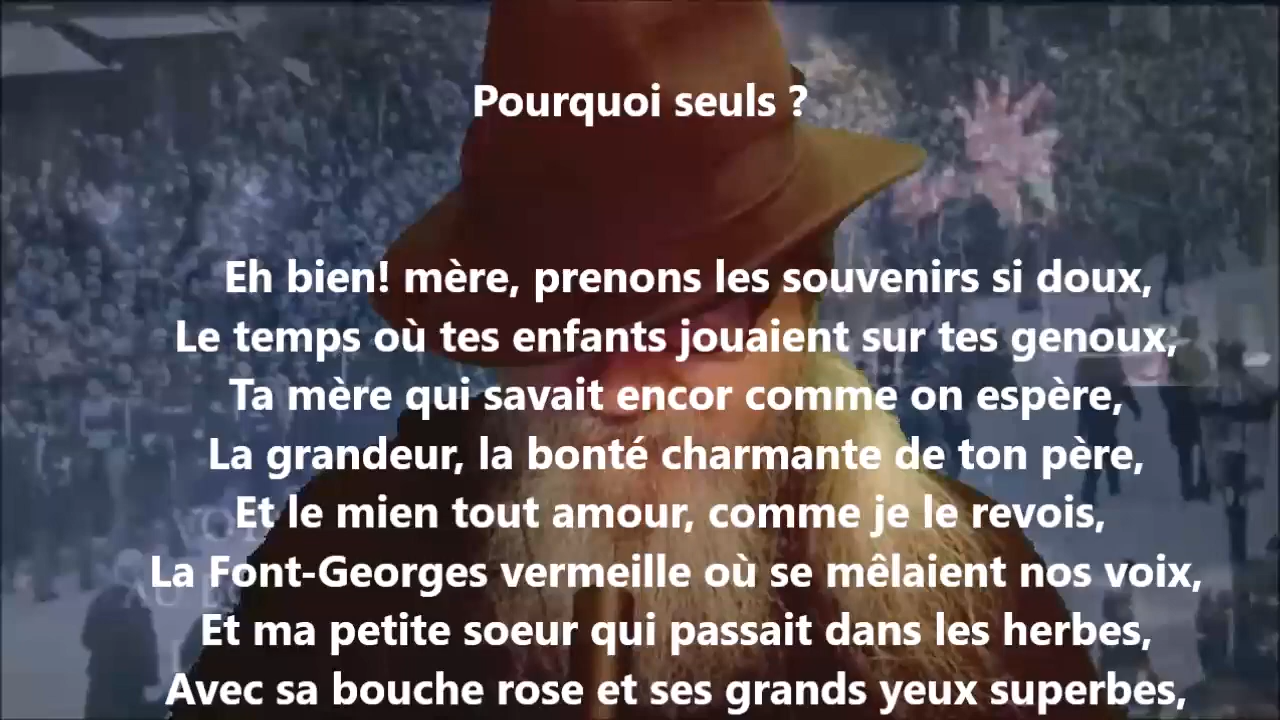 Pourquoi seuls ?
Eh bien! mère, prenons les souvenirs si doux,
Le temps où tes enfants jouaient sur tes genoux,
Ta mère qui savait encor comme on espère,
La grandeur, la bonté charmante de ton père,
Et le mien tout amour, comme je le revois,
La Font-Georges vermeille où se mêlaient nos voix,
Et ma petite soeur qui passait dans les herbes,
Avec sa bouche rose et ses grands yeux superbes,